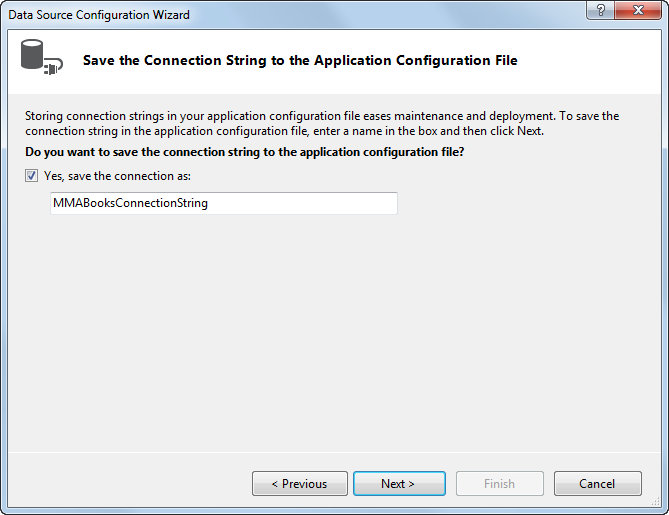 Data Source Configuration Wizard
?
Save the Connection String to the Application Configuration File
Storing connection strings in your application configuration file eases maintenance and deployment. To save the
connection string in the application configuration file, enter a name in the box and then click Next.
Do you want to save the connection string to the application configuration file?
Yes, save the connection as:
MMABooksConnectionString
< Previous
Next >
Finish
Cancel